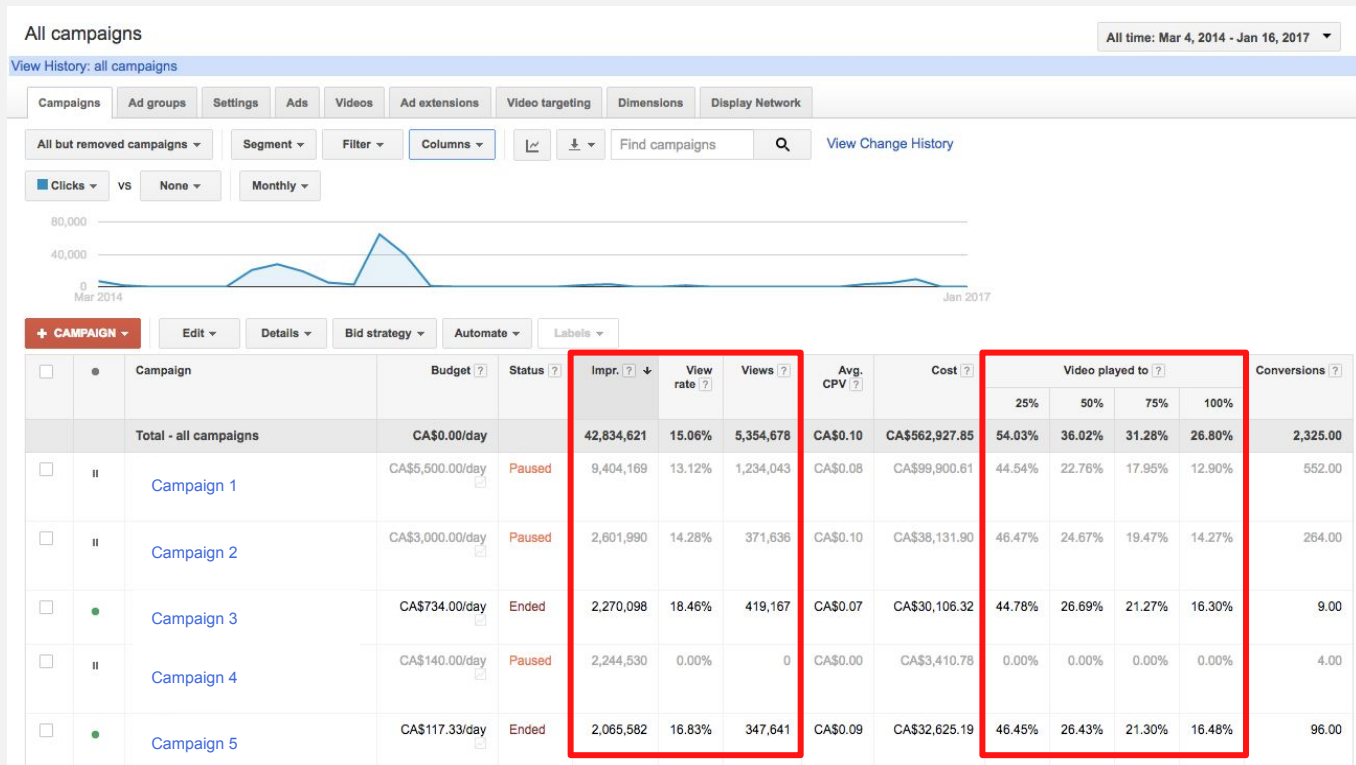 All campaigns
All time: Mar 4, 2014 - Jan 16, 2017
View History: all campaigns
Campaigns Ad groups Settings Ads Videos Ad extensions Video targeting Dimensions Display Network
All but removed campaigns Segment Filter Columns Find campaigns View Change History
Clicks vs None Monthly
80,000
40,000
0
Mar 2014 Jan 2017
+ CAMPAIGN Edit Details Bid strategy Automate Labels
Campaign Budget ? Status ? Impr. ? View rate ? Views ? Avg. CPV ? Cost ? Video played to ? Conversions ?
25% 50% 75% 100%
Total - all campaigns CA$0.00/day 42,834,621 15.06% 5,354,678 CA$0.10 CA$562,927.85 54.03% 36.02% 31.28% 26.80% 2,325.00
Campaign 1 CA$5,500.00/day Paused 9,404,169 13.12% 1,234,043 CA$0.08 CA$99,900.61 44.54% 22.76% 17.95% 12.90% 552.00
Campaign 2 CA$3,000.00/day Paused 2,601,990 14.28% 371,636 CA$0.10 CA$38,131.90 46.47% 24.67% 19.47% 14.27% 264.00
Campaign 3 CA$734.00/day Ended 2,270,098 18.46% 419,167 CA$0.07 CA$30,106.32 44.78% 26.69% 21.27% 16.30% 9.00
Campaign 4 CA$140.00/day Paused 2,244,530 0.00% 0 CA$0.00 CA$3,410.78 0.00% 0.00% 0.00% 0.00% 4.00
Campaign 5 CA$117.33/day Ended 2,065,582 16.83% 347,641 CA$0.09 CA$32,625.19 46.45% 26.43% 21.30% 16.48% 96.00